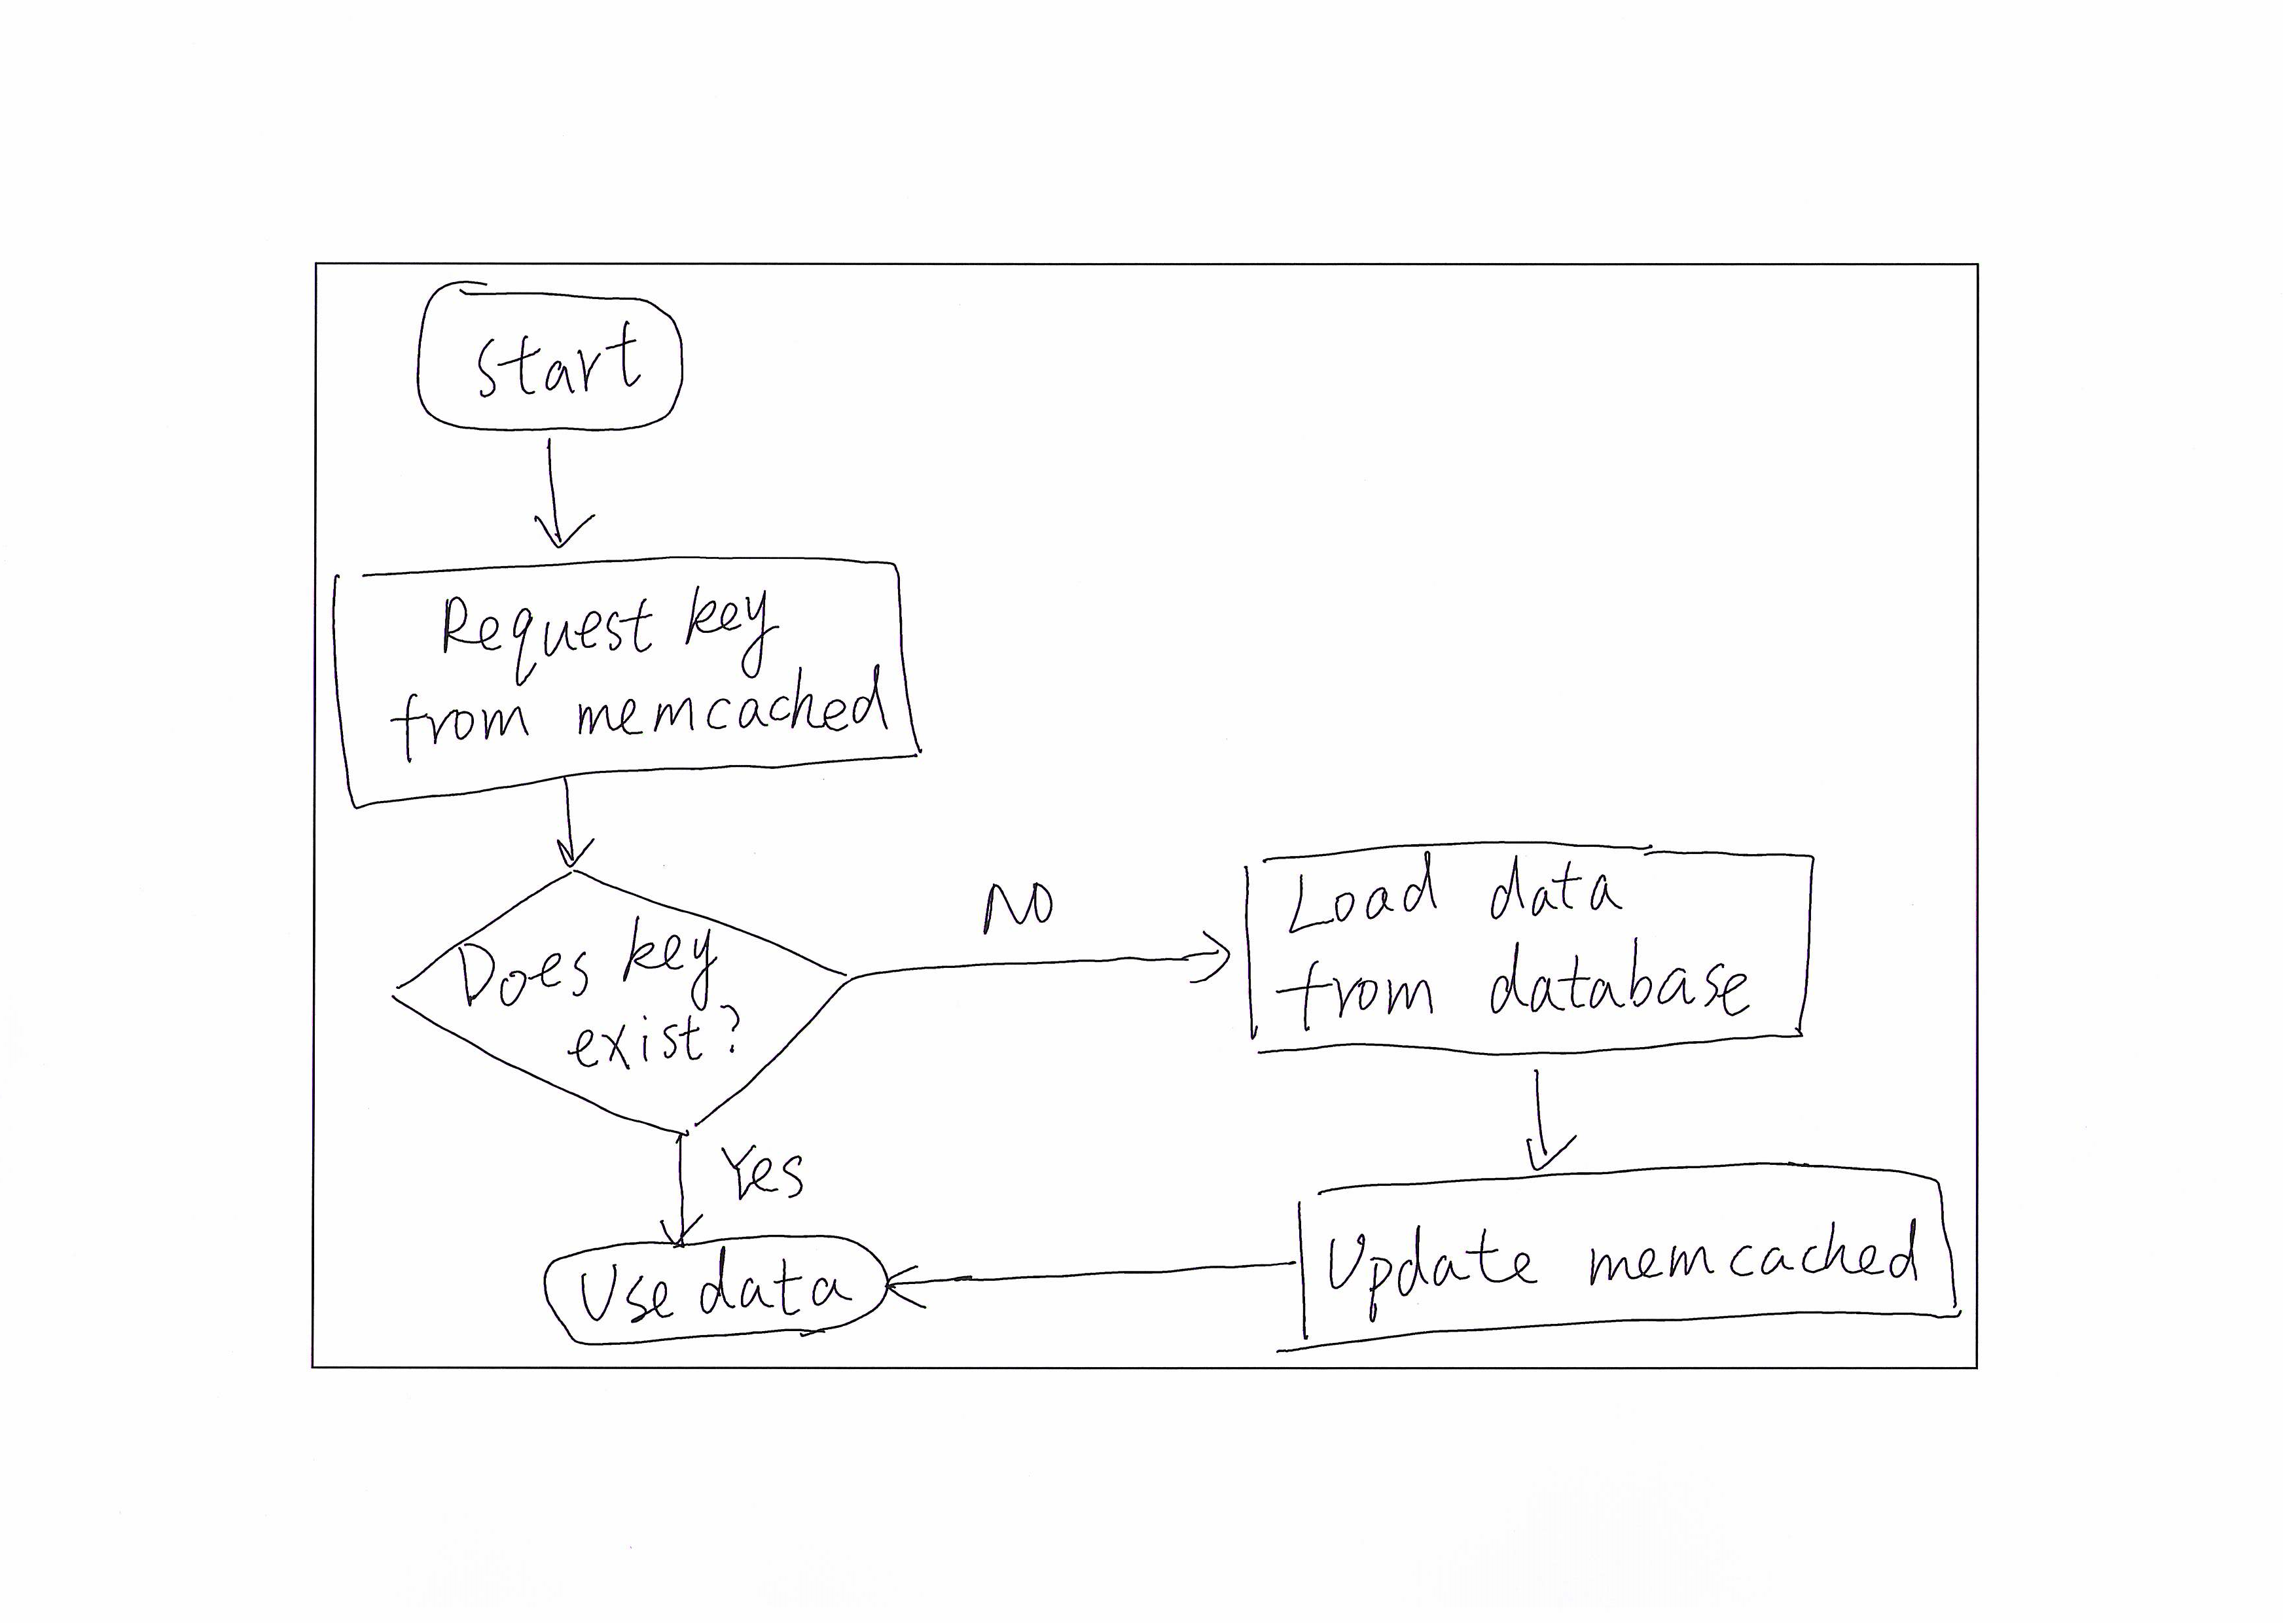 start
Request key
from memcached
Does key
exist?
NO
Load data
from database
Yes
Update memcached
Use data